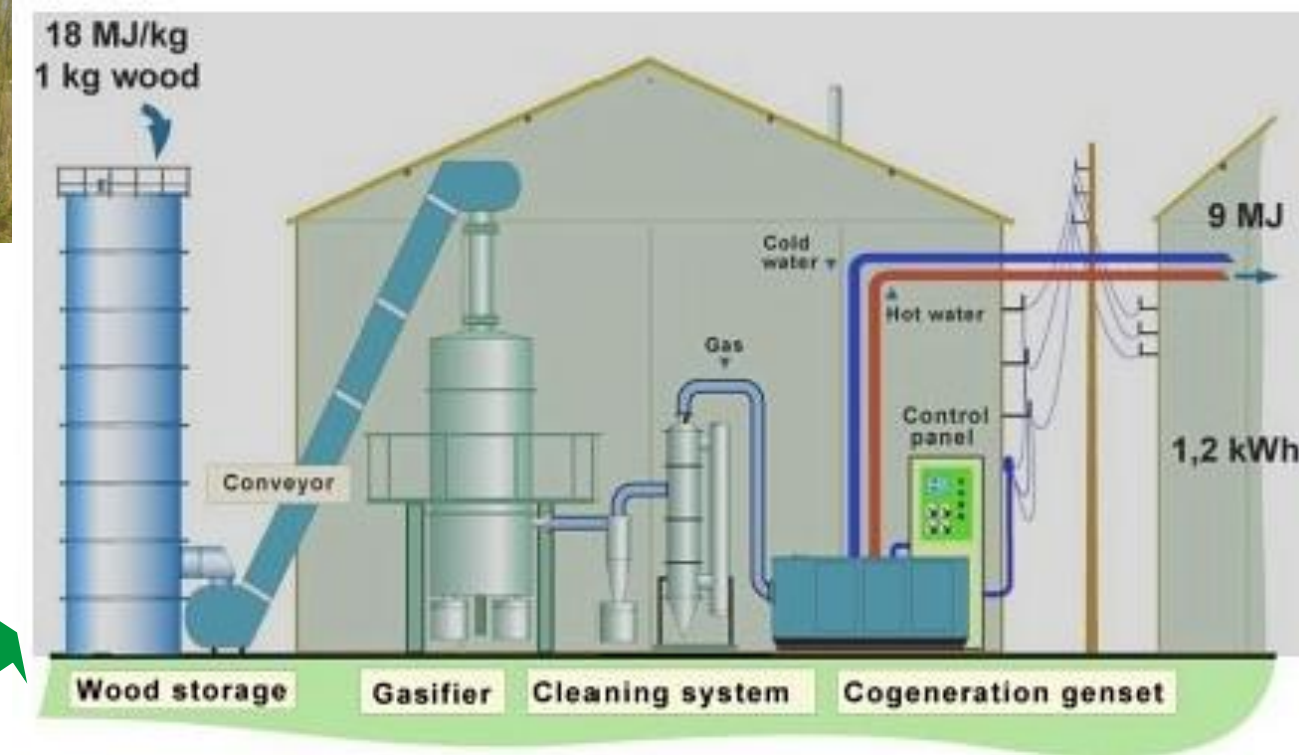 18 MJ/kg
1 kg wood
9 MJ
Cold
water
Hot water
Gas
Control
panel
1,2 kWh
Conveyor
Wood storage
Gasifier
Cleaning system
Cogeneration genset